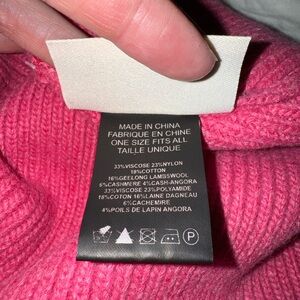 MADE IN CHINA
FABRIQUÉ EN CHINE
ONE SIZE FITS ALL
TAILLE UNIQUE
33%VISCOSE 23%NYLON
18%COTTON
16%GEELONG LAMBSWOOL
6%CASHMERE 4%CASH-ANGORA
33%VISCOSE 23%POLYAMIDE
18%COTON 16%LAINE DAGNEAU
6%CACHEMIRE
4%POILS DE LAPIN ANGORA
P